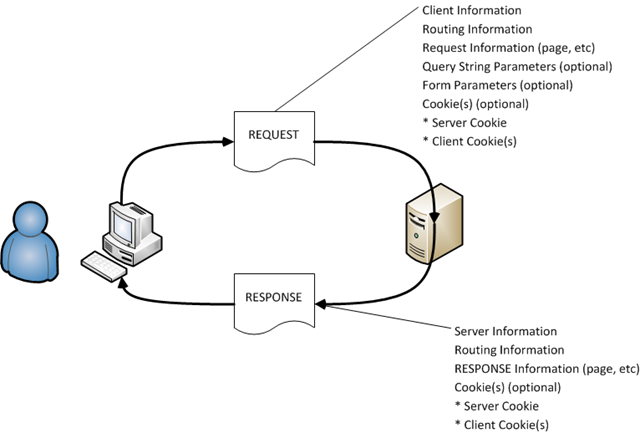 Client Information
Routing Information
Request Information (page, etc)
Query String Parameters (optional)
Form Parameters (optional)
Cookie(s) (optional)
* Server Cookie
* Client Cookie(s)
REQUEST
RESPONSE
Server Information
Routing Information
RESPONSE Information (page, etc)
Cookie(s) (optional)
* Server Cookie
* Client Cookie(s)